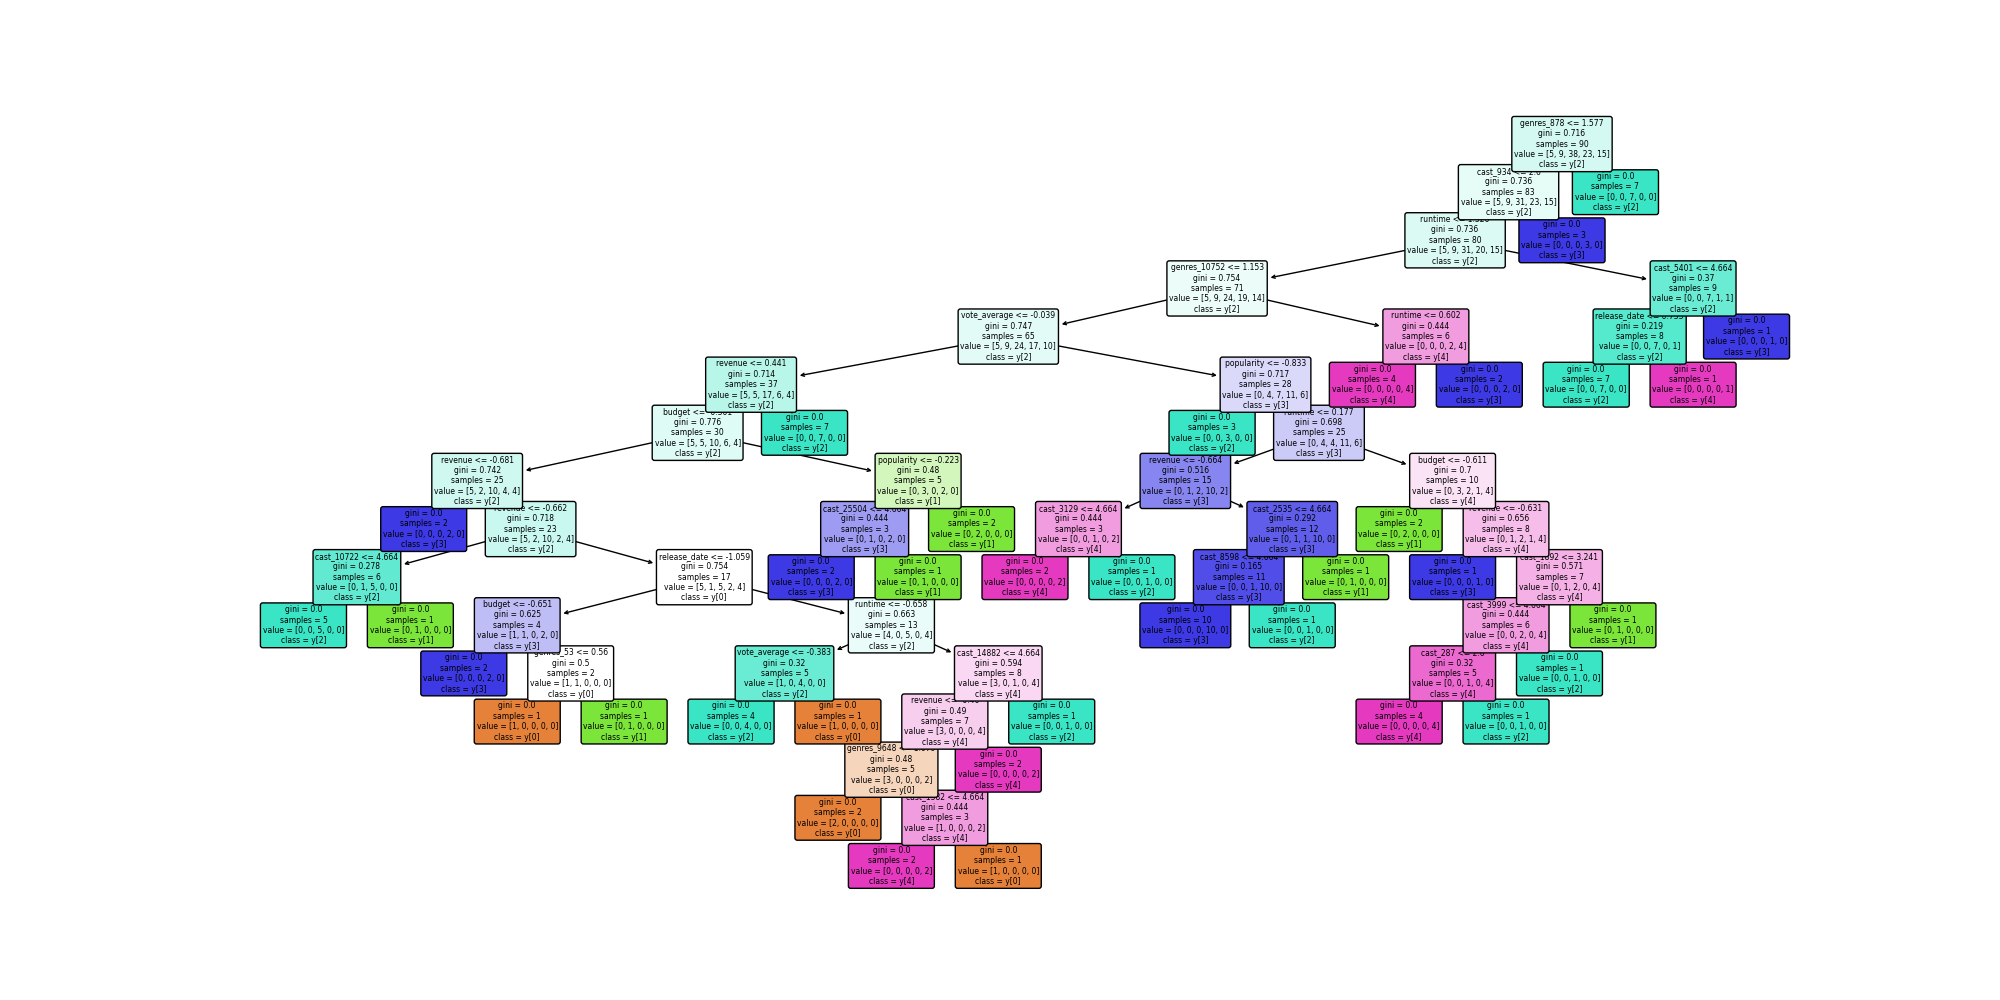 genres_878 <= 1.577
gini = 0.716
samples = 90
value = [5, 9, 38, 23, 15]
class = y[2]
gini = 0.736
samples = 83
value = [5, 9, 31, 23, 15]
class = y[2]
gini = 0.0
samples = 7
value = [0, 0, 7, 0, 0]
class = y[2]
gini = 0.736
samples = 80
value = [5, 9, 31, 20, 15]
class = y[2]
gini = 0.0
samples = 3
value = [0, 0, 0, 3, 0]
class = y[3]
genres_10752 <= 1.153
gini = 0.754
samples = 71
value = [5, 9, 24, 19, 14]
class = y[2]
cast_5401 <= 4.664
gini = 0.37
samples = 9
value = [0, 0, 7, 1, 1]
class = y[2]
vote_average <= -0.039
gini = 0.747
samples = 65
value = [5, 9, 24, 17, 10]
class = y[2]
runtime <= 0.602
gini = 0.444
samples = 6
value = [0, 0, 0, 2, 4]
class = y[4]
release_date
gini = 0.219
samples = 8
value = [0, 0, 7, 0, 1]
class = y[2]
gini = 0.0
samples = 1
value = [0, 0, 0, 1, 0]
class = y[3]
revenue <= 0.441
gini = 0.714
samples = 37
value = [5, 5, 17, 6, 4]
class = y[2]
popularity <= -0.833
gini = 0.717
samples = 28
value = [0, 4, 7, 11, 6]
class = y[3]
gini = 0.0
samples = 4
value = [0, 0, 0, 0, 4]
class = y[4]
gini = 0.0
samples = 2
value = [0, 0, 0, 2, 0]
class = y[3]
gini = 0.0
samples = 7
value = [0, 0, 7, 0, 0]
class = y[2]
gini = 0.0
samples = 1
value = [0, 0, 0, 0, 1]
class = y[4]
budget
gini = 0.776
samples = 30
value = [5, 5, 10, 6, 4]
class = y[2]
gini = 0.0
samples = 7
value = [0, 0, 7, 0, 0]
class = y[2]
gini = 0.0
samples = 3
value = [0, 0, 3, 0, 0]
class = y[2]
runtime <= 0.177
gini = 0.698
samples = 25
value = [0, 4, 4, 11, 6]
class = y[3]
revenue <= -0.681
gini = 0.742
samples = 25
value = [5, 2, 10, 4, 4]
class = y[2]
popularity <= -0.223
gini = 0.48
samples = 5
value = [0, 3, 0, 2, 0]
class = y[1]
revenue <= -0.664
gini = 0.516
samples = 15
value = [0, 1, 2, 10, 2]
class = y[3]
budget <= -0.611
gini = 0.7
samples = 10
value = [0, 3, 2, 1, 4]
class = y[4]
gini = 0.0
samples = 2
value = [0, 0, 0, 2, 0]
class = y[3]
revenue <= -0.662
gini = 0.718
samples = 23
value = [5, 2, 10, 2, 4]
class = y[2]
cast_25504 <= 4.664
gini = 0.444
samples = 3
value = [0, 1, 0, 2, 0]
class = y[3]
gini = 0.0
samples = 2
value = [0, 2, 0, 0, 0]
class = y[1]
cast_3129 <= 4.664
gini = 0.444
samples = 3
value = [0, 0, 1, 0, 2]
class = y[4]
cast_2535 <= 4.664
gini = 0.292
samples = 12
value = [0, 1, 1, 10, 0]
class = y[3]
gini = 0.0
samples = 2
value = [0, 2, 0, 0, 0]
class = y[1]
revenue <= -0.631
gini = 0.656
samples = 8
value = [0, 1, 2, 1, 4]
class = y[4]
cast_10722 <= 4.664
gini = 0.278
samples = 6
value = [0, 1, 5, 0, 0]
class = y[2]
release_date <= -1.059
gini = 0.754
samples = 17
value = [5, 1, 5, 2, 4]
class = y[0]
gini = 0.0
samples = 2
value = [0, 0, 0, 2, 0]
class = y[3]
gini = 0.0
samples = 1
value = [0, 1, 0, 0, 0]
class = y[1]
gini = 0.0
samples = 2
value = [0, 0, 0, 0, 2]
class = y[4]
gini = 0.0
samples = 1
value = [0, 0, 1, 0, 0]
class = y[2]
cast_8598 <= 4.664
gini = 0.165
samples = 11
value = [0, 0, 1, 10, 0]
class = y[3]
gini = 0.0
samples = 1
value = [0, 1, 0, 0, 0]
class = y[1]
gini = 0.0
samples = 1
value = [0, 0, 0, 1, 0]
class = y[3]
<= 3.241
gini = 0.571
samples = 7
value = [0, 1, 2, 0, 4]
class = y[4]
gini = 0.0
samples = 5
value = [0, 0, 5, 0, 0]
class = y[2]
gini = 0.0
samples = 1
value = [0, 1, 0, 0, 0]
class = y[1]
budget <= -0.651
gini = 0.625
samples = 4
value = [1, 1, 0, 2, 0]
class = y[3]
runtime <= -0.658
gini = 0.663
samples = 13
value = [4, 0, 5, 0, 4]
class = y[2]
gini = 0.0
samples = 10
value = [0, 0, 0, 10, 0]
class = y[3]
gini = 0.0
samples = 1
value = [0, 0, 1, 0, 0]
class = y[2]
cast_3999 <= 4.664
gini = 0.444
samples = 6
value = [0, 0, 2, 0, 4]
class = y[4]
gini = 0.0
samples = 1
value = [0, 1, 0, 0, 0]
class = y[1]
gini = 0.0
samples = 2
value = [0, 0, 0, 2, 0]
class = y[3]
genres_53 <= 0.56
gini = 0.5
samples = 2
value = [1, 1, 0, 0, 0]
class = y[0]
vote_average <= -0.383
gini = 0.32
samples = 5
value = [1, 0, 4, 0, 0]
class = y[2]
cast_14882 <= 4.664
gini = 0.594
samples = 8
value = [3, 0, 1, 0, 4]
class = y[4]
cast_287
gini = 0.32
samples = 5
value = [0, 0, 1, 0, 4]
class = y[4]
gini = 0.0
samples = 1
value = [0, 0, 1, 0, 0]
class = y[2]
gini = 0.0
samples = 1
value = [1, 0, 0, 0, 0]
class = y[0]
gini = 0.0
samples = 1
value = [0, 1, 0, 0, 0]
class = y[1]
gini = 0.0
samples = 4
value = [0, 0, 4, 0, 0]
class = y[2]
gini = 0.0
samples = 1
value = [1, 0, 0, 0, 0]
class = y[0]
revenue
gini = 0.49
samples = 7
value = [3, 0, 0, 0, 4]
class = y[4]
gini = 0.0
samples = 1
value = [0, 0, 1, 0, 0]
class = y[2]
gini = 0.0
samples = 4
value = [0, 0, 0, 0, 4]
class = y[4]
gini = 0.0
samples = 1
value = [0, 0, 1, 0, 0]
class = y[2]
genres_9648
gini = 0.48
samples = 5
value = [3, 0, 0, 0, 2]
class = y[0]
gini = 0.0
samples = 2
value = [0, 0, 0, 0, 2]
class = y[4]
gini = 0.0
samples = 2
value = [2, 0, 0, 0, 0]
class = y[0]
<= 4.664
gini = 0.444
samples = 3
value = [1, 0, 0, 0, 2]
class = y[4]
gini = 0.0
samples = 2
value = [0, 0, 0, 0, 2]
class = y[4]
gini = 0.0
samples = 1
value = [1, 0, 0, 0, 0]
class = y[0]